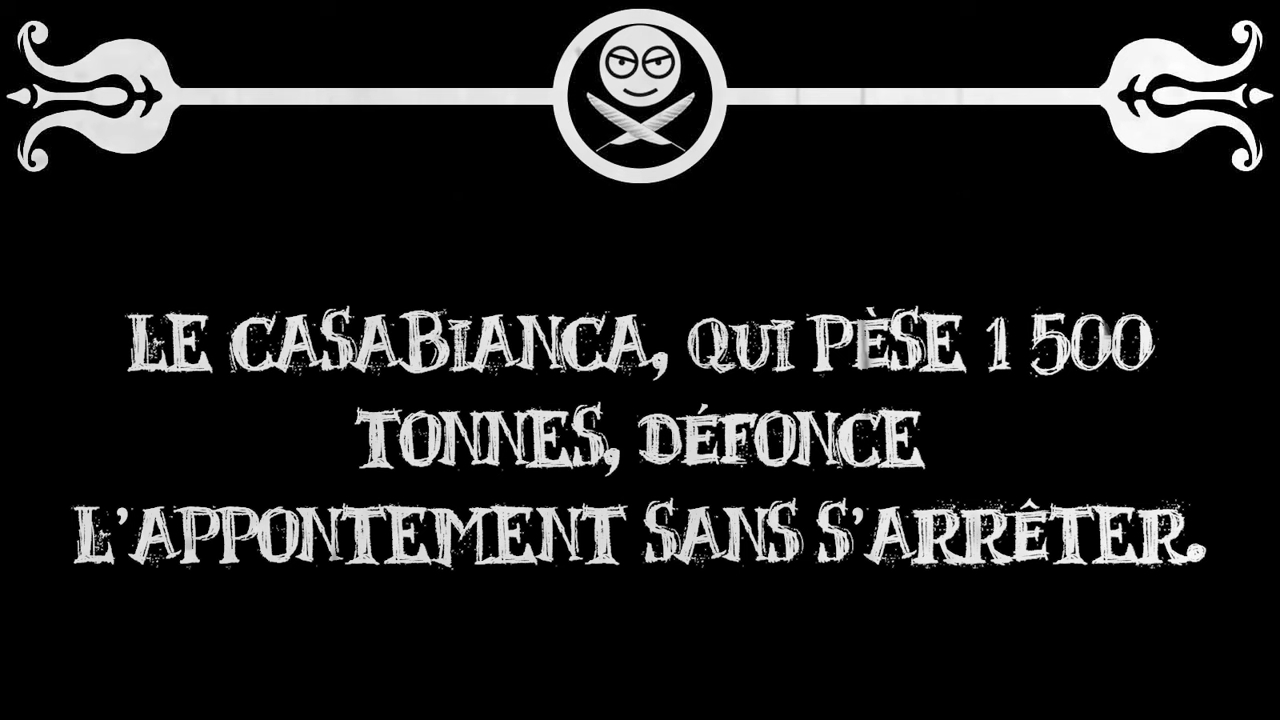 LE CASABIANCA, QUI PÈSE 1 500
TONNES, DÉFONCE
L'APPONTEMENT SANS S'ARRÊTER.